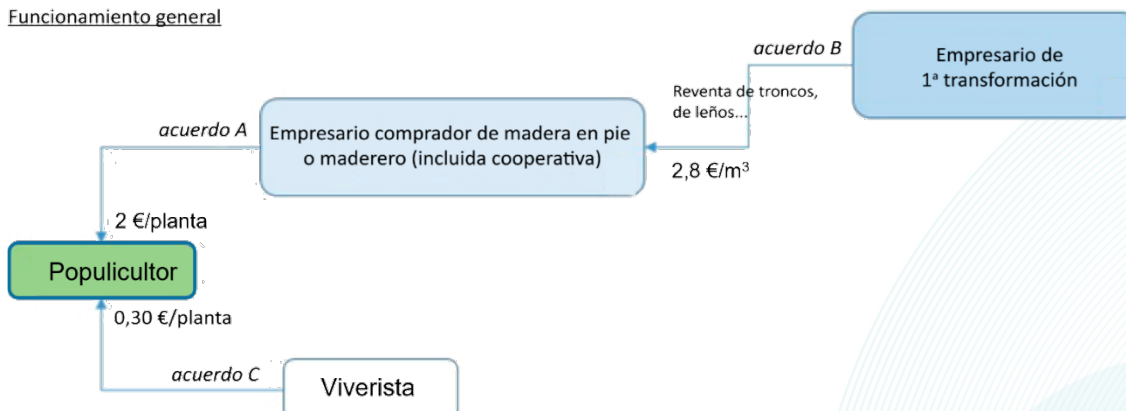 Funcionamiento general
acuerdo B
Empresario de
1ª transformación
Reventa de troncos,
de leños...
acuerdo A
Empresario comprador de madera en pie
o maderero (incluida cooperativa)
2,8 €/m³
2 €/planta
Populicultor
0,30 €/planta
acuerdo C
Viverista